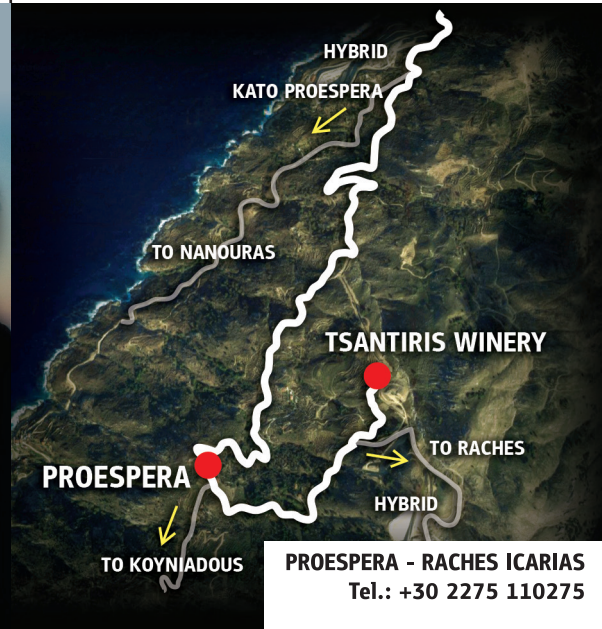 HYBRID
KATO PROESPERA
TO NANOURAS
TSANTIRIS WINERY
TO RACHES
PROESPERA
HYBRID
TO KOYNIADOUS
PROESPERA - RACHES ICARIAS
Tel.: +30 2275 110275